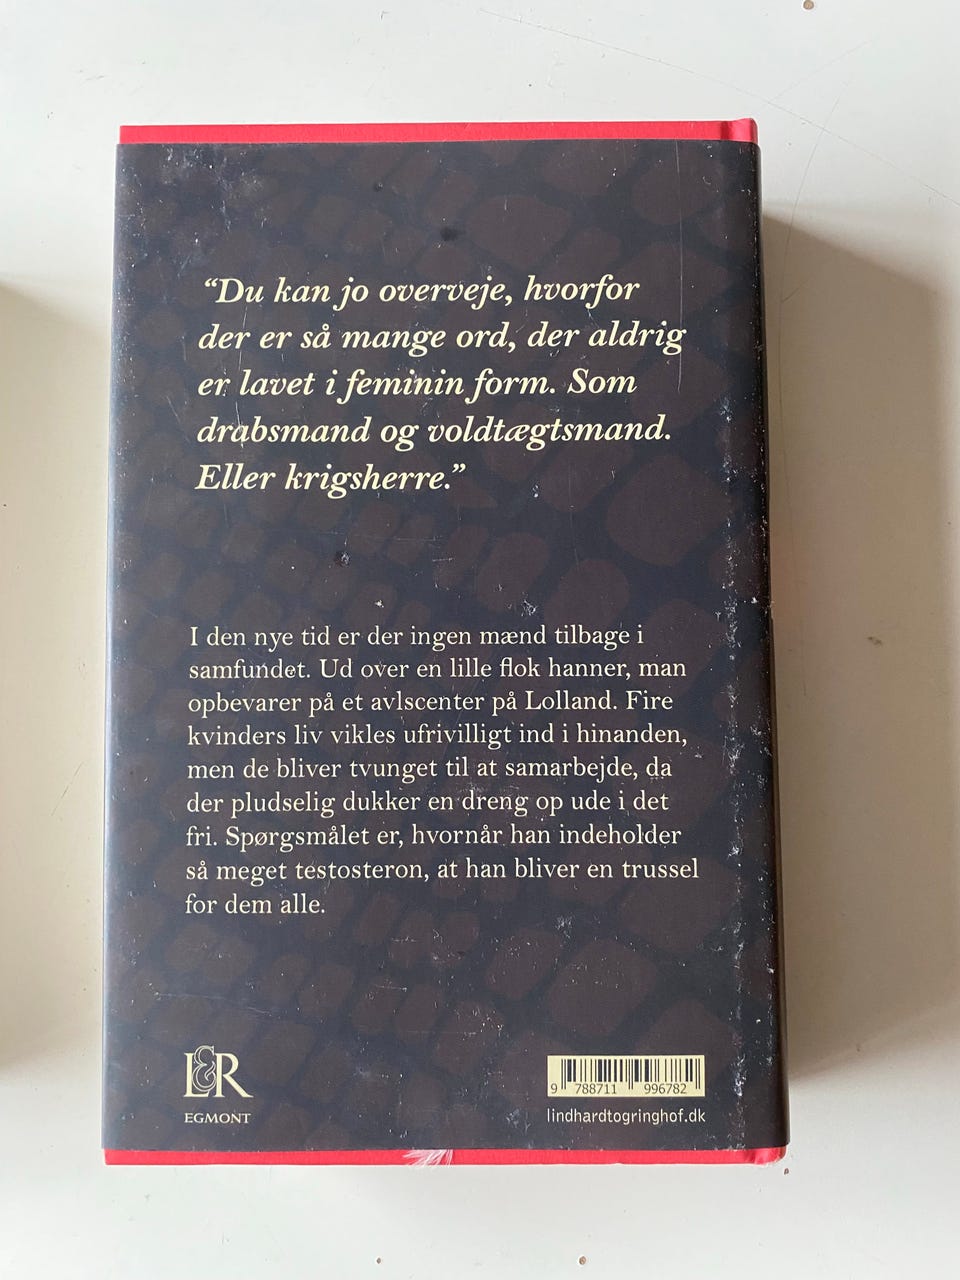 “Du kan jo overveje, hvorfor
der er så mange ord, der aldrig
er lavet i feminin form. Som
drabsmand og voldtægtsmand.
Eller krigsherre.”
I den nye tid er der ingen mænd tilbage i
samfundet. Ud over en lille flok hanner, man
opbevarer på et avlscenter på Lolland. Fire
kvinders liv vikles ufrivilligt ind i hinanden,
men de bliver tvunget til at samarbejde, da
der pludselig dukker en dreng op ude i det
fri. Spørgsmålet er, hvornår han indeholder
så meget testosteron, at han bliver en trussel
for dem alle.
L&R
EGMONT
9 788711 996782
lindhardtogringhof.dk